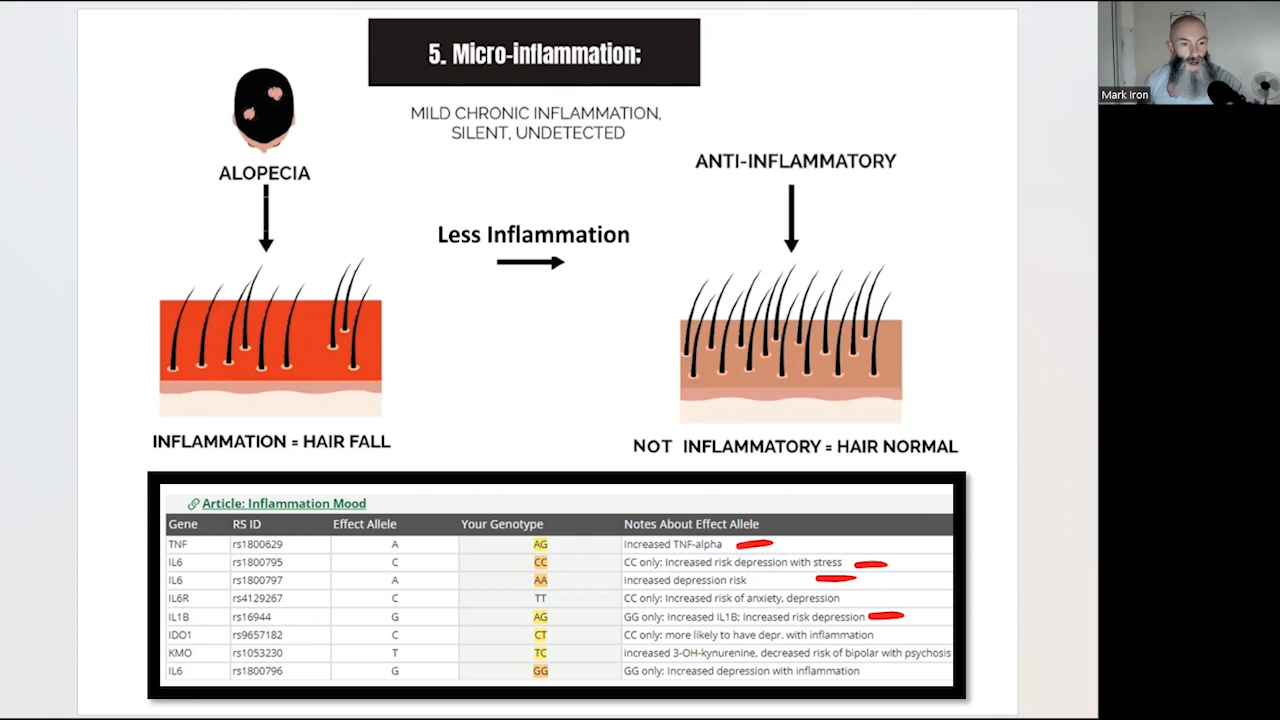 5. Micro-inflammation;
MILD CHRONIC INFLAMMATION,
SILENT, UNDETECTED
Mark Iron
ALOPECIA
ANTI-INFLAMMATORY
Less Inflammation
INFLAMMATION = HAIR FALL
NOT INFLAMMATORY = HAIR NORMAL
Article: Inflammation Mood
Gene RS ID Effect Allele Your Genotype Notes About Effect Allele
TNF rs1800629 A AG Increased TNF-alpha
IL6 rs1800795 C CC CC only: Increased risk depression with stress
IL6 rs1800797 A AA Increased depression risk
IL6R rs4129267 C TT CC only: Increased risk of anxiety, depression
IL1B rs16944 G AG GG only: Increased IL1B; Increased risk depression
IDO1 rs9657182 C CT CC only: more likely to have depr. with inflammation
KMO rs1053230 T TC increased 3-OH-kynurenine, decreased risk of bipolar with psychosis
IL6 rs1800796 G GG GG only: Increased depression with inflammation